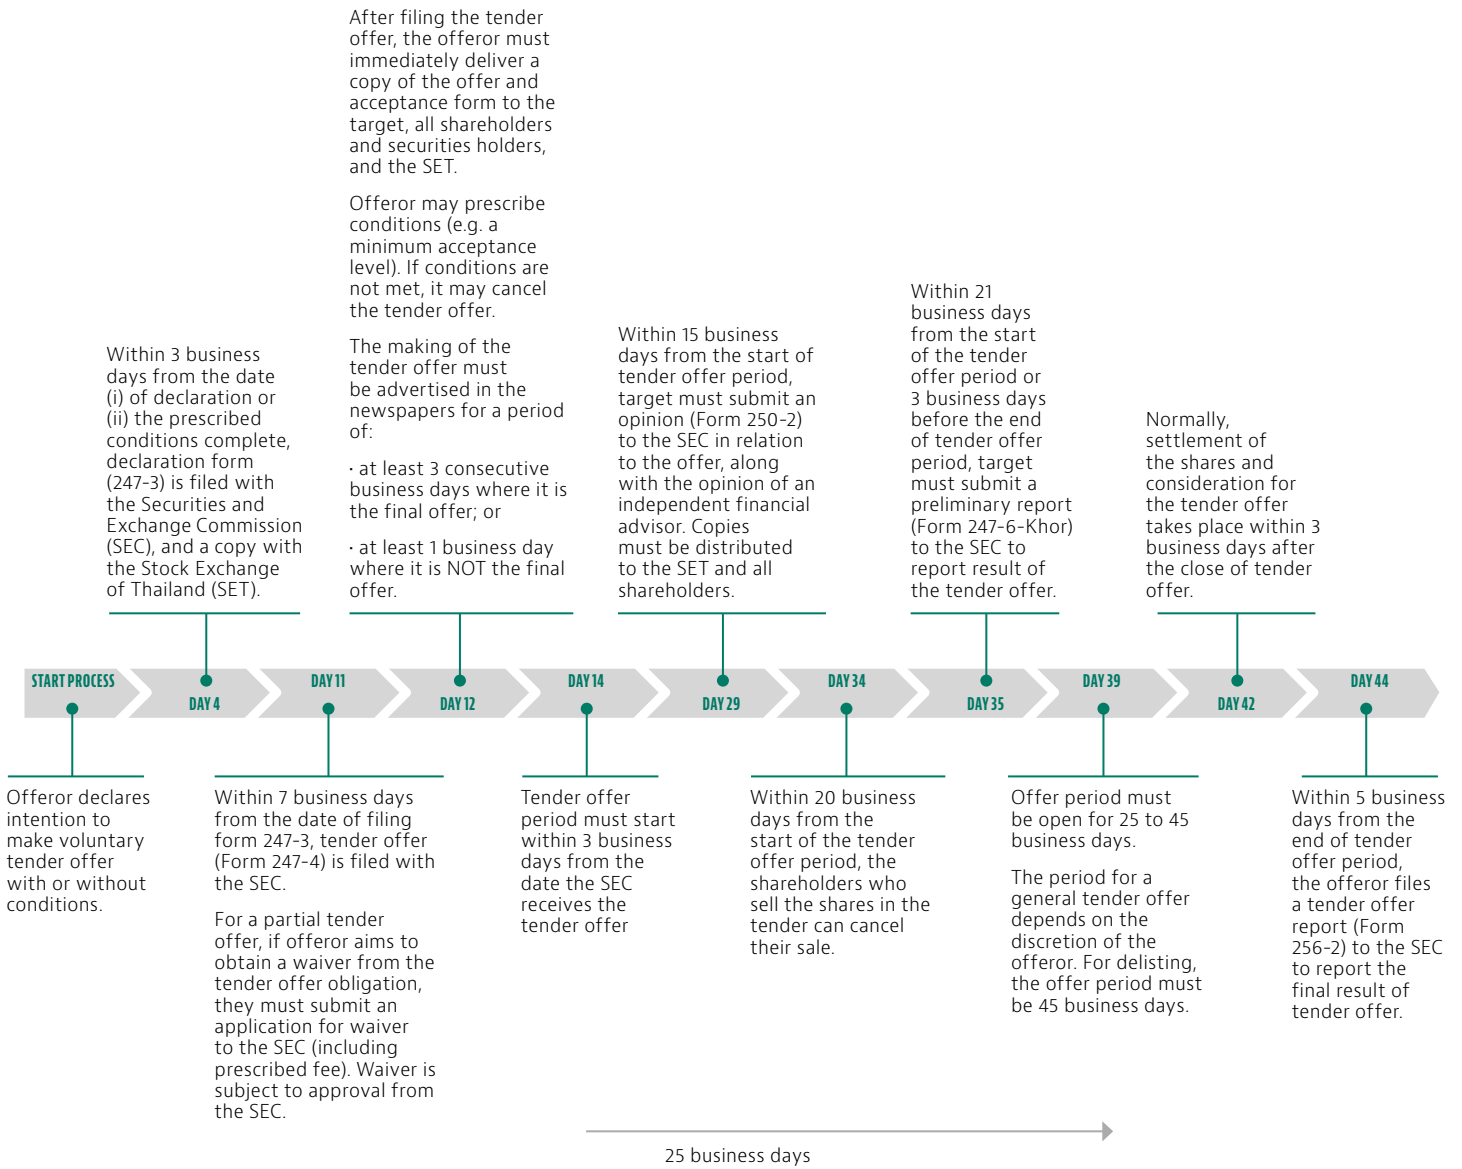 After filing the tender
offer, the offeror must
immediately deliver a
copy of the offer and
acceptance form to the
target, all shareholders
and securities holders,
and the SET.
Offeror may prescribe
conditions (e.g. a
minimum acceptance
level). If conditions are
not met, it may cancel
the tender offer.
The making of the
tender offer must
be advertised in the
newspapers for a period
of:
· at least 3 consecutive
business days where it is
the final offer; or
· at least 1 business day
where it is NOT the final
offer.
Within 3 business
days from the date
(i) of declaration or
(ii) the prescribed
conditions complete,
declaration form
(247-3) is filed with
the Securities and
Exchange Commission
(SEC), and a copy with
the Stock Exchange
of Thailand (SET).
Within 15 business
days from the start of
tender offer period,
target must submit an
opinion (Form 250-2)
to the SEC in relation
to the offer, along
with the opinion of an
independent financial
advisor. Copies
must be distributed
to the SET and all
shareholders.
Within 21
business days
from the start
of the tender
offer period or
3 business days
before the end
of tender offer
period, target
must submit a
preliminary report
(Form 247-6-Khor)
to the SEC to
report result of
the tender offer.
Normally,
settlement of
the shares and
consideration for
the tender offer
takes place within 3
business days after
the close of tender
offer.
START PROCESS
DAY 4
DAY 11
DAY 12
DAY 14
DAY 29
DAY 34
DAY 35
DAY 39
DAY 42
DAY 44
Offeror declares
intention to
make voluntary
tender offer
with or without
conditions.
Within 7 business days
from the date of filing
form 247-3, tender offer
(Form 247-4) is filed with
the SEC.
For a partial tender
offer, if offeror aims to
obtain a waiver from the
tender offer obligation,
they must submit an
application for waiver
to the SEC (including
prescribed fee). Waiver is
subject to approval from
the SEC.
Tender offer
period must start
within 3 business
days from the
date the SEC
receives the
tender offer
Within 20 business
days from the
start of the tender
offer period, the
shareholders who
sell the shares in the
tender can cancel
their sale.
Offer period must
be open for 25 to 45
business days.
The period for a
general tender offer
depends on the
discretion of the
offeror. For delisting,
the offer period must
be 45 business days.
Within 5 business
days from the
end of tender
offer period,
the offeror files
a tender offer
report (Form
256-2) to the SEC
to report the
final result of
tender offer.
25 business days